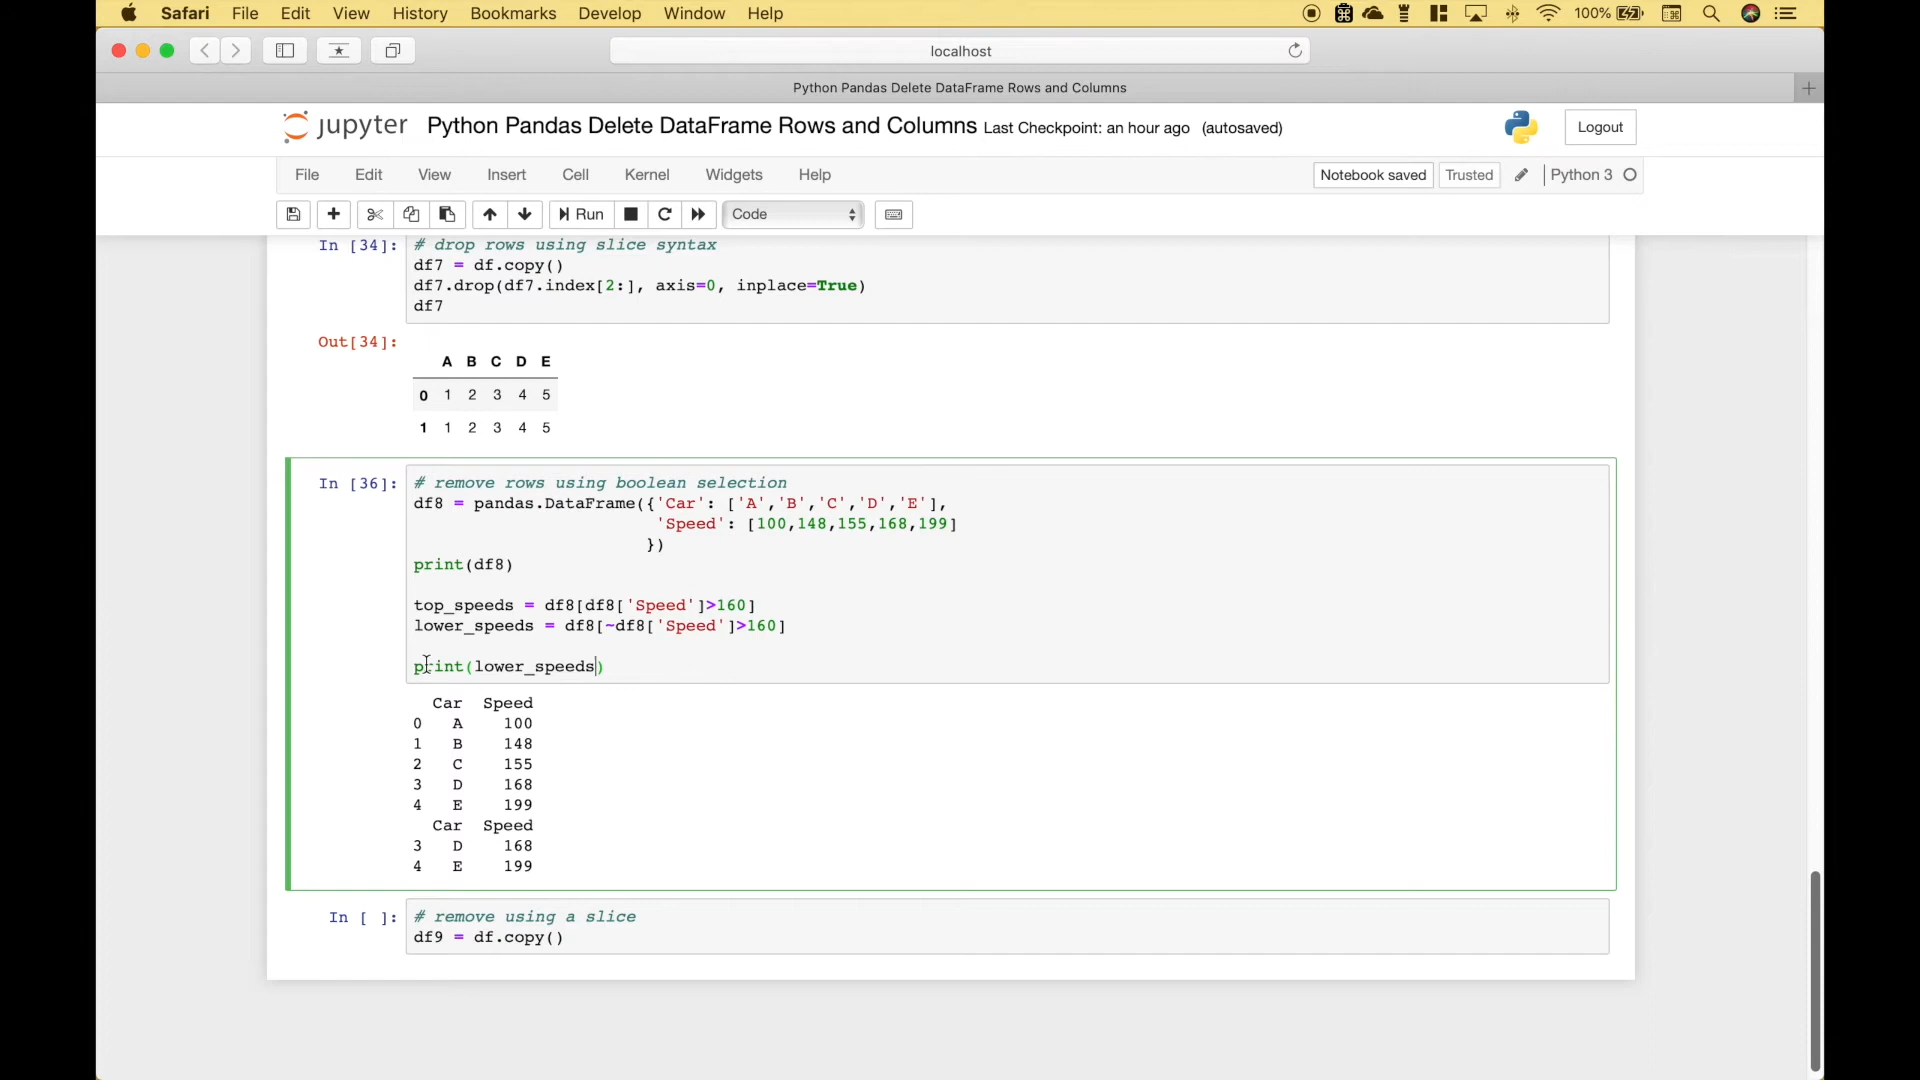 Safari File Edit View History Bookmarks Develop Window Help 100%
localhost
Python Pandas Delete DataFrame Rows and Columns
jupyter Python Pandas Delete DataFrame Rows and Columns Last Checkpoint: an hour ago (autosaved) Logout
File Edit View Insert Cell Kernel Widgets Help Notebook saved Trusted Python 3
Run Code
In [34]: # drop rows using slice syntax
df7 = df.copy()
df7.drop(df7.index[2:], axis=0, inplace=True)
df7
Out[34]:
A B C D E
0 1 2 3 4 5
1 1 2 3 4 5
In [36]: # remove rows using boolean selection
df8 = pandas.DataFrame({'Car': ['A','B','C','D','E'],
'Speed': [100,148,155,168,199]
})
print(df8)
top_speeds = df8[df8['Speed']>160]
lower_speeds = df8[~df8['Speed']>160]
print(lower_speeds)
Car Speed
0 A 100
1 B 148
2 C 155
3 D 168
4 E 199
Car Speed
3 D 168
4 E 199
In [ ]: # remove using a slice
df9 = df.copy()